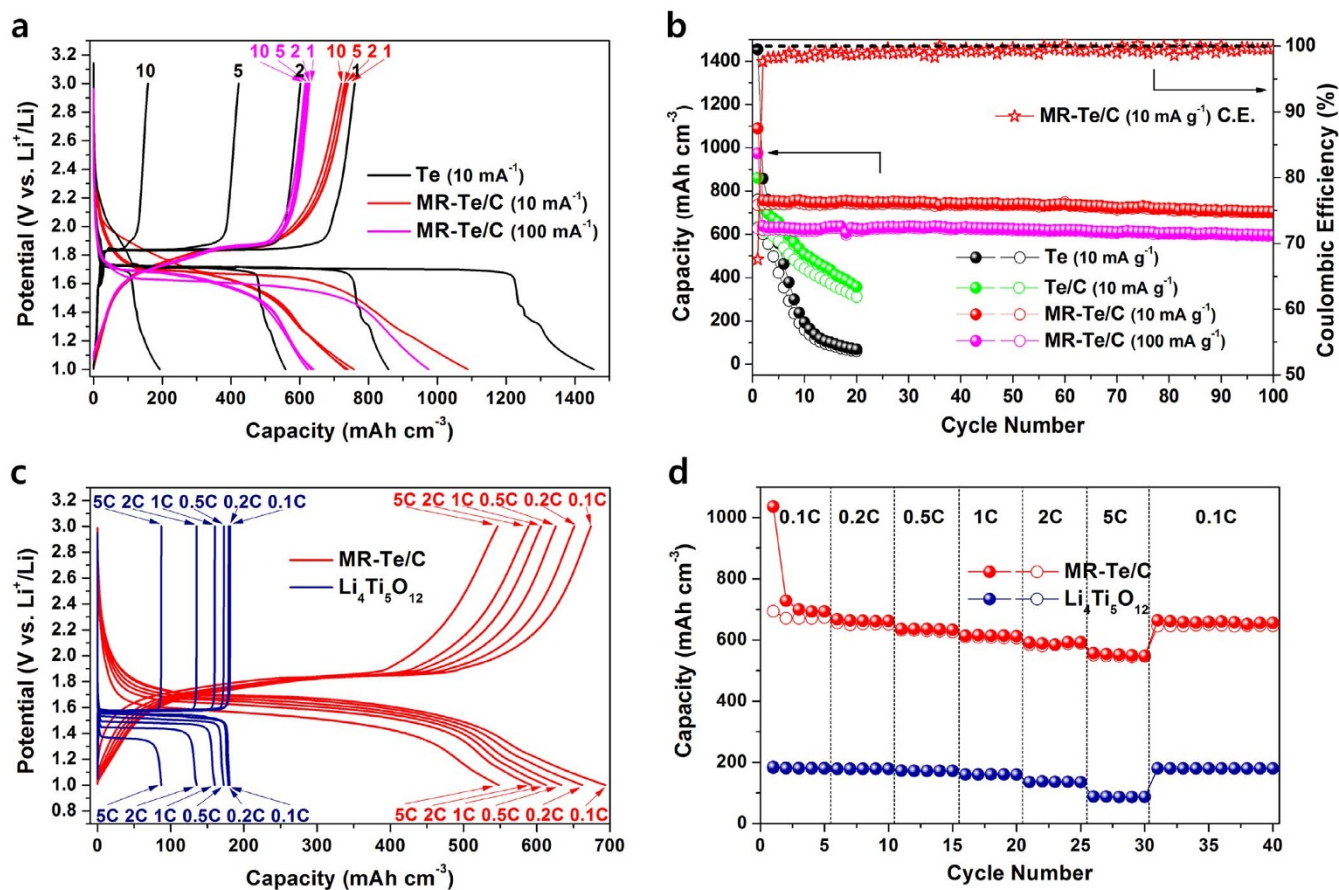 a
10
5
2
1
10 5 2 1
10 5 2 1
Te (10 mA⁻¹)
MR-Te/C (10 mA⁻¹)
MR-Te/C (100 mA⁻¹)
Potential (V vs. Li⁺/Li)
3.2
3.0
2.8
2.6
2.4
2.2
2.0
1.8
1.6
1.4
1.2
1.0
0 200 400 600 800 1000 1200 1400
Capacity (mAh cm⁻³)
b
MR-Te/C (10 mA g⁻¹) C.E.
Te (10 mA g⁻¹)
Te/C (10 mA g⁻¹)
MR-Te/C (10 mA g⁻¹)
MR-Te/C (100 mA g⁻¹)
Capacity (mAh cm⁻³)
1400
1200
1000
800
600
400
200
0
Coulombic Efficiency (%)
100
90
80
70
60
50
0 10 20 30 40 50 60 70 80 90 100
Cycle Number
c
5C 2C 1C 0.5C 0.2C 0.1C
5C 2C 1C 0.5C 0.2C 0.1C
MR-Te/C
Li₄Ti₅O₁₂
5C 2C 1C 0.5C 0.2C 0.1C
5C 2C 1C 0.5C 0.2C 0.1C
Potential (V vs. Li⁺/Li)
3.2
3.0
2.8
2.6
2.4
2.2
2.0
1.8
1.6
1.4
1.2
1.0
0.8
0 100 200 300 400 500 600 700
Capacity (mAh cm⁻³)
d
0.1C 0.2C 0.5C 1C 2C 5C 0.1C
MR-Te/C
Li₄Ti₅O₁₂
Capacity (mAh cm⁻³)
1000
800
600
400
200
0
0 5 10 15 20 25 30 35 40
Cycle Number